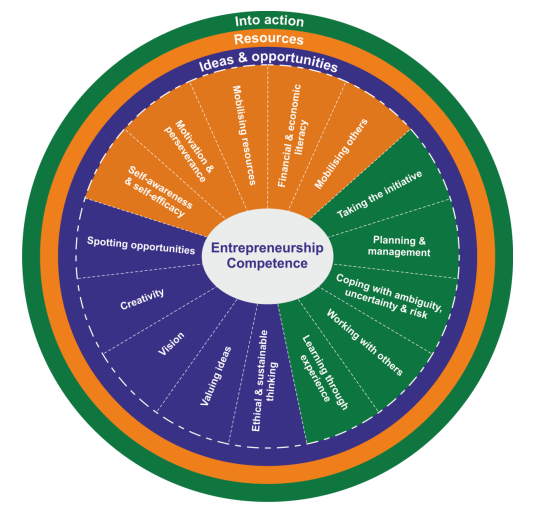 Into action
Resources
Ideas & opportunities
Mobilising resources
Financial & economic
literacy
Mobilising others
Motivation &
perseverance
Self-awareness
& self-efficacy
Taking the initiative
Planning &
management
Coping with ambiguity,
uncertainty & risk
Working with others
Learning through
experience
Spotting opportunities
Creativity
Vision
Valuing ideas
Ethical & sustainable
thinking
Entrepreneurship
Competence